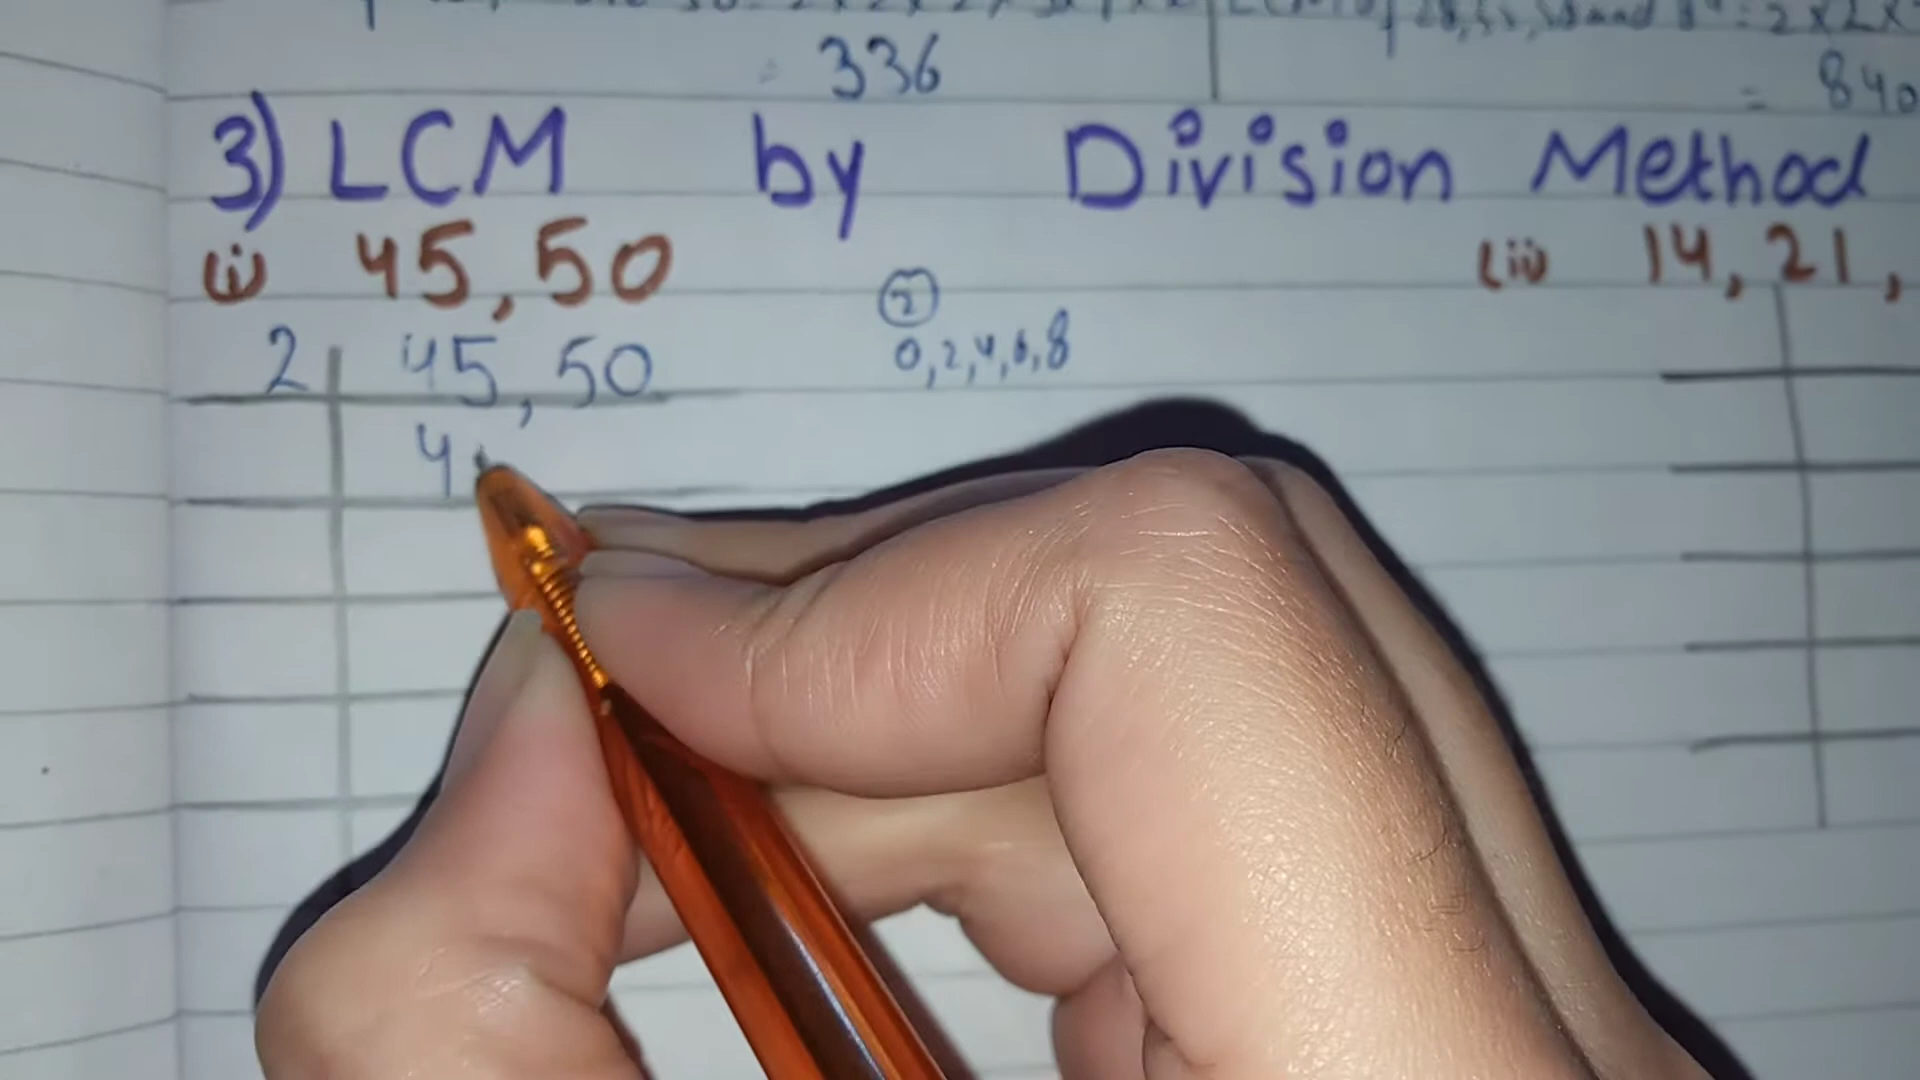 = 336
= 840
3) LCM by Division Method
(i) 45, 50
(ii) 14, 21,
2
0, 2, 4, 6, 8
2 45, 50
4